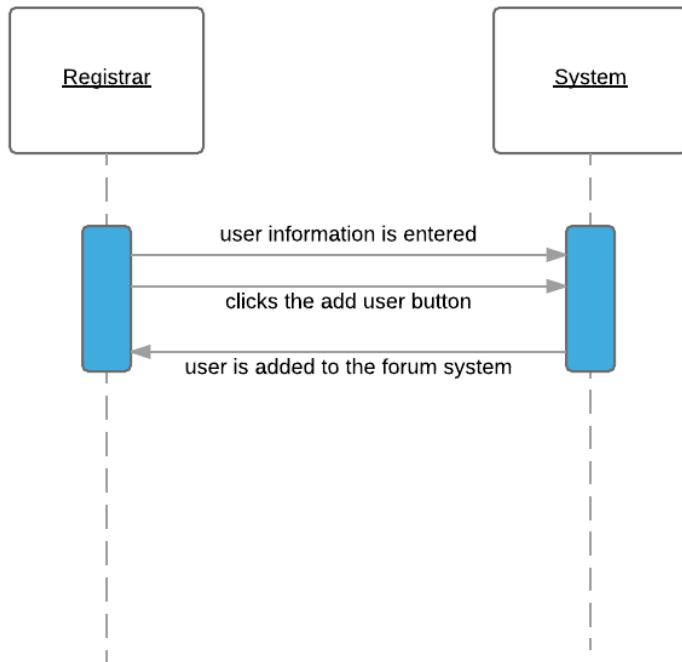 Registrar
System
user information is entered
clicks the add user button
user is added to the forum system